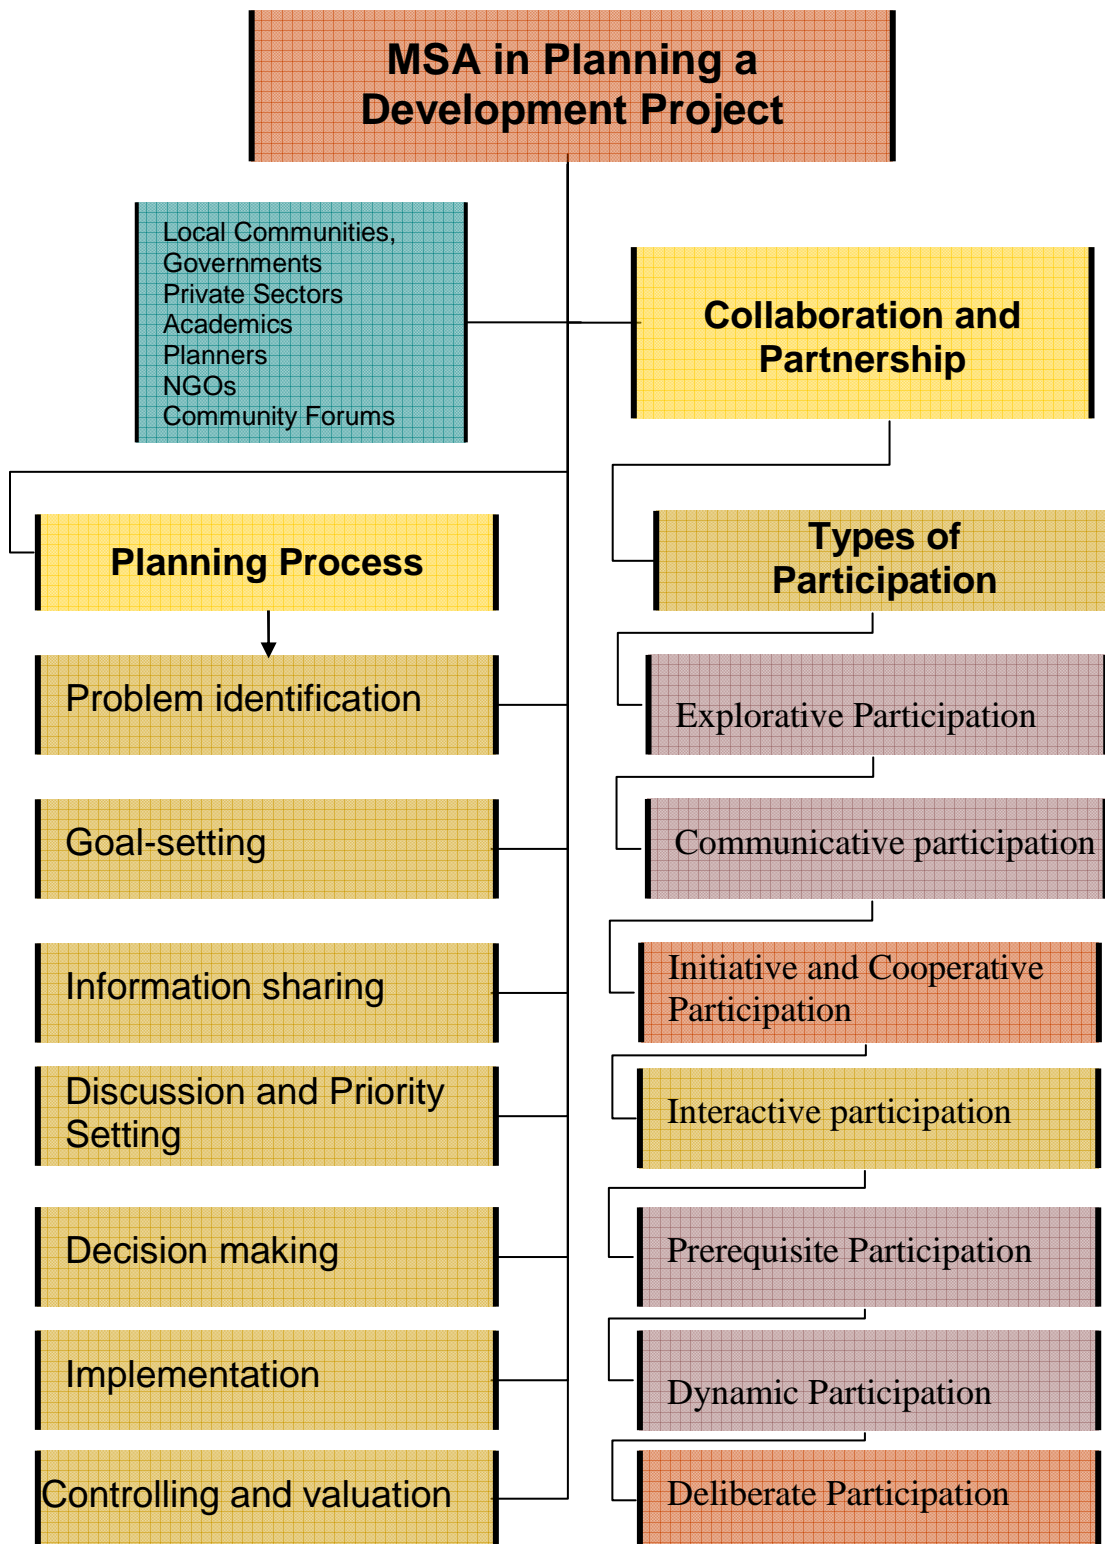 MSA in Planning a
Development Project
Local Communities,
Governments
Private Sectors
Academics
Planners
NGOs
Community Forums
Collaboration and
Partnership
Planning Process
Problem identification
Goal-setting
Information sharing
Discussion and Priority
Setting
Decision making
Implementation
Controlling and valuation
Types of
Participation
Explorative Participation
Communicative participation
Initiative and Cooperative
Participation
Interactive participation
Prerequisite Participation
Dynamic Participation
Deliberate Participation